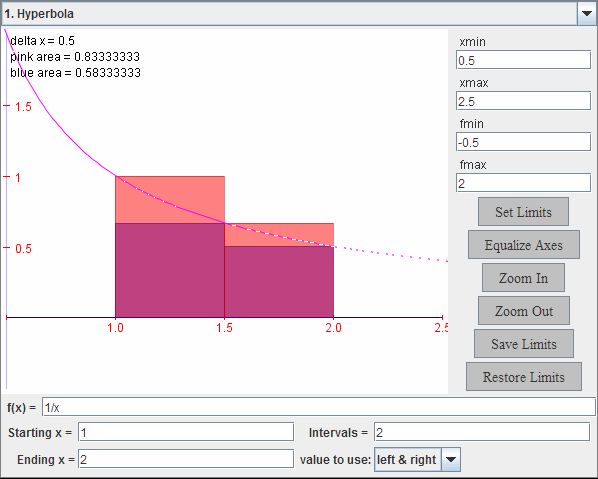 1. Hyperbola
delta x = 0.5
pink area = 0.83333333
blue area = 0.58333333
1.5
1
0.5
1.0 1.5 2.0 2.5
xmin
0.5
xmax
2.5
fmin
-0.5
fmax
2
Set Limits
Equalize Axes
Zoom In
Zoom Out
Save Limits
Restore Limits
f(x) = 1/x
Starting x = 1 Intervals = 2
Ending x = 2 value to use: left & right